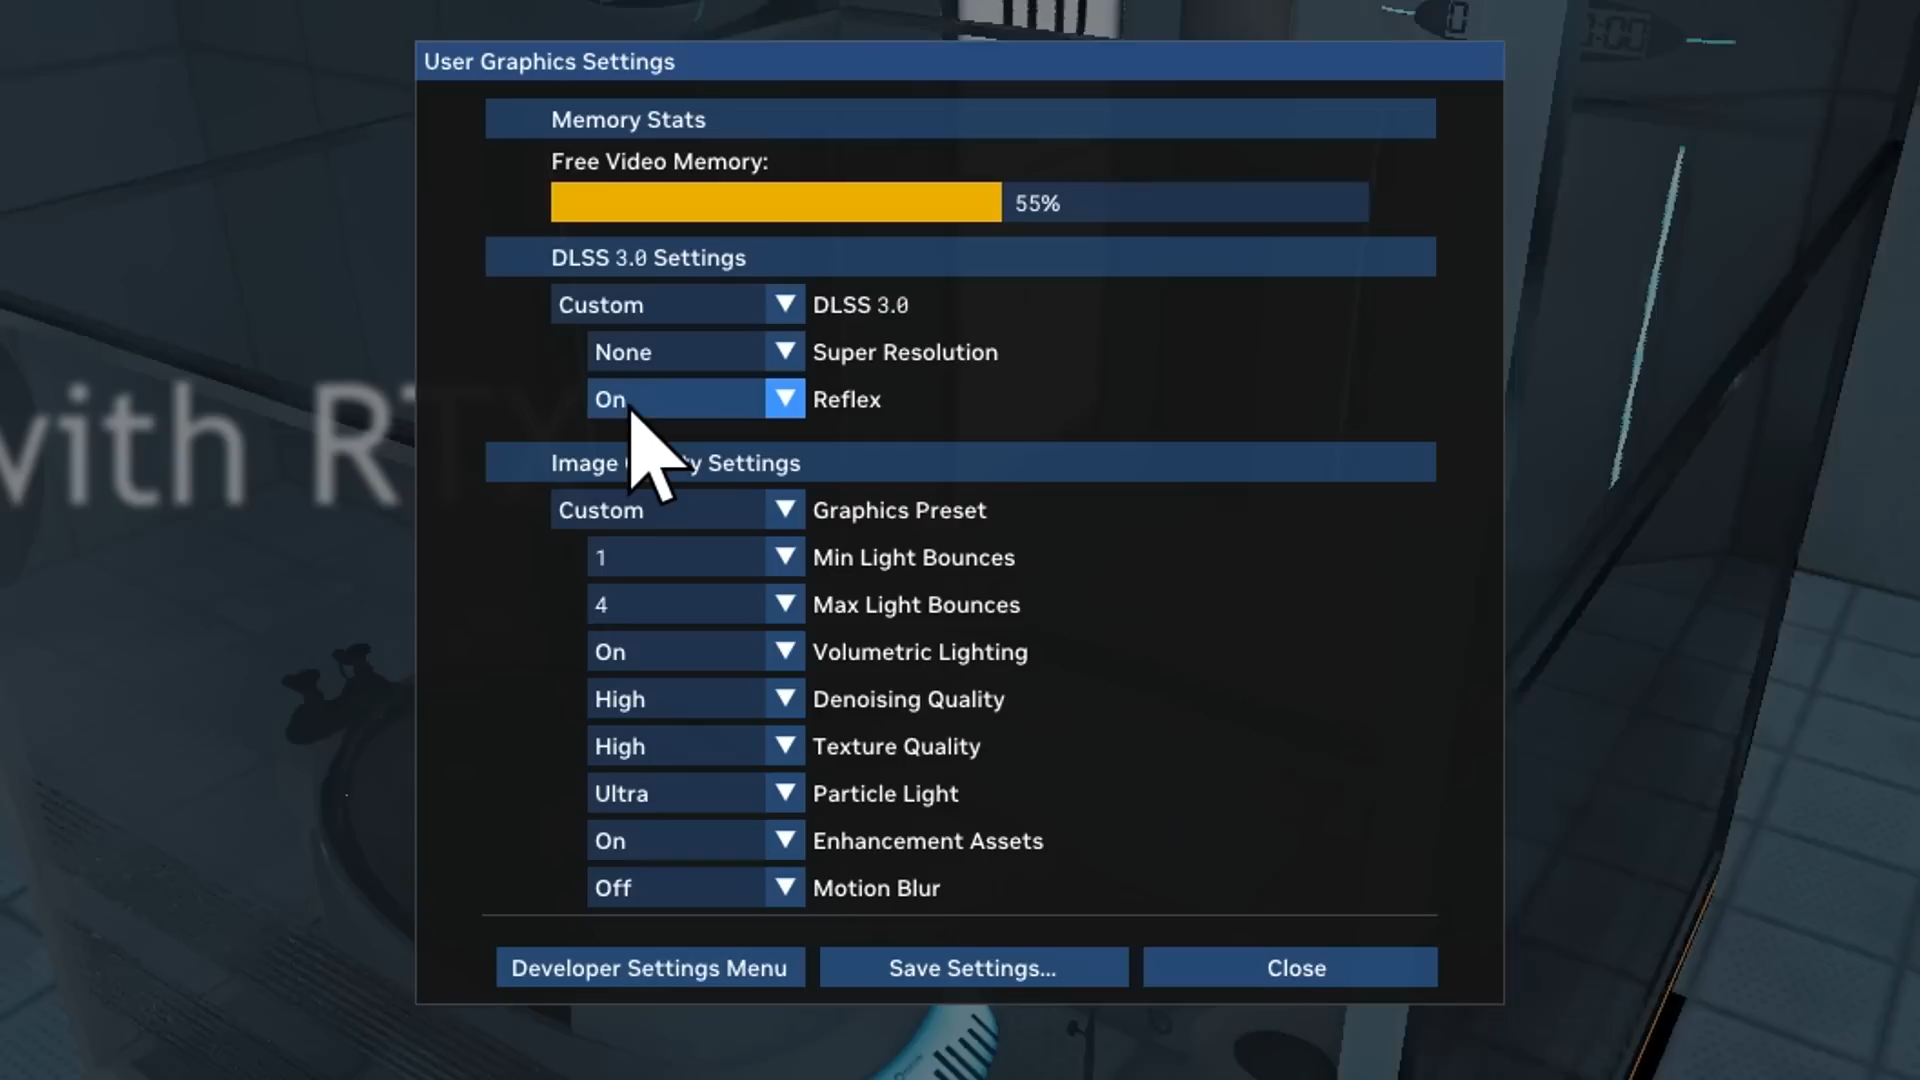 User Graphics Settings
Memory Stats
Free Video Memory:
55%
DLSS 3.0 Settings
Custom DLSS 3.0
None Super Resolution
On Reflex
with RTX
Image Settings
Custom Graphics Preset
1 Min Light Bounces
4 Max Light Bounces
On Volumetric Lighting
High Denoising Quality
High Texture Quality
Ultra Particle Light
On Enhancement Assets
Off Motion Blur
Developer Settings Menu Save Settings... Close